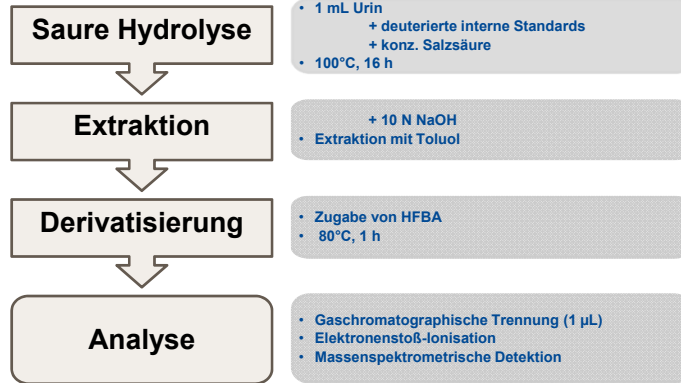 Saure Hydrolyse
• 1 mL Urin
+ deuterierte interne Standards
+ konz. Salzsäure
• 100°C, 16 h
Extraktion
+ 10 N NaOH
• Extraktion mit Toluol
Derivatisierung
• Zugabe von HFBA
• 80°C, 1 h
Analyse
• Gaschromatographische Trennung (1 µL)
• Elektronenstoß-Ionisation
• Massenspektrometrische Detektion